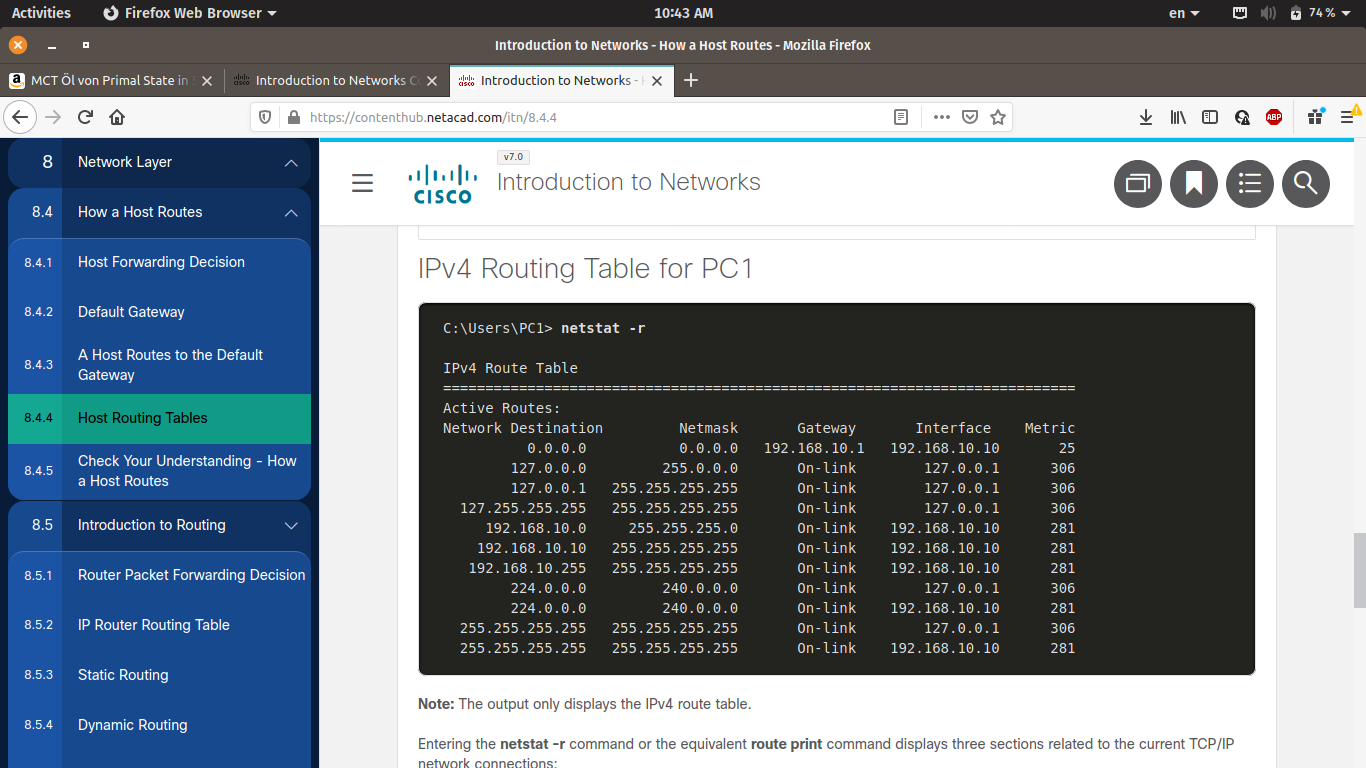 Activities Firefox Web Browser 10:43 AM en 74 %
Introduction to Networks - How a Host Routes - Mozilla Firefox
MCT Öl von Primal State in Introduction to Networks C Introduction to Networks -
https://contenthub.netacad.com/itn/8.4.4 ABP
8 Network Layer
8.4 How a Host Routes
8.4.1 Host Forwarding Decision
8.4.2 Default Gateway
8.4.3 A Host Routes to the Default
Gateway
8.4.4 Host Routing Tables
8.4.5 Check Your Understanding - How
a Host Routes
8.5 Introduction to Routing
8.5.1 Router Packet Forwarding Decision
8.5.2 IP Router Routing Table
8.5.3 Static Routing
8.5.4 Dynamic Routing
v7.0
CISCO Introduction to Networks
IPv4 Routing Table for PC1
C:\Users\PC1> netstat -r
IPv4 Route Table
===========================================================================
Active Routes:
Network Destination Netmask Gateway Interface Metric
0.0.0.0 0.0.0.0 192.168.10.1 192.168.10.10 25
127.0.0.0 255.0.0.0 On-link 127.0.0.1 306
127.0.0.1 255.255.255.255 On-link 127.0.0.1 306
127.255.255.255 255.255.255.255 On-link 127.0.0.1 306
192.168.10.0 255.255.255.0 On-link 192.168.10.10 281
192.168.10.10 255.255.255.255 On-link 192.168.10.10 281
192.168.10.255 255.255.255.255 On-link 192.168.10.10 281
224.0.0.0 240.0.0.0 On-link 127.0.0.1 306
224.0.0.0 240.0.0.0 On-link 192.168.10.10 281
255.255.255.255 255.255.255.255 On-link 127.0.0.1 306
255.255.255.255 255.255.255.255 On-link 192.168.10.10 281
Note: The output only displays the IPv4 route table.
Entering the netstat -r command or the equivalent route print command displays three sections related to the current TCP/IP
network connections: